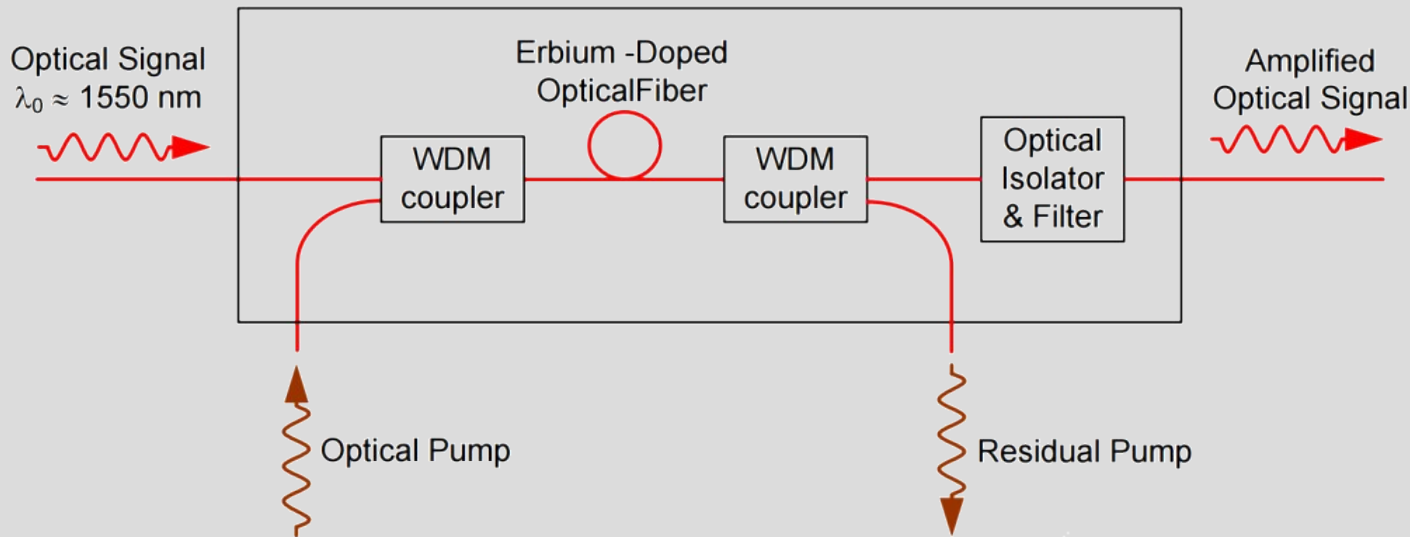 Optical Signal
λ₀ ≈ 1550 nm
Erbium -Doped
OpticalFiber
Amplified
Optical Signal
WDM
coupler
WDM
coupler
Optical
Isolator
& Filter
Optical Pump
Residual Pump